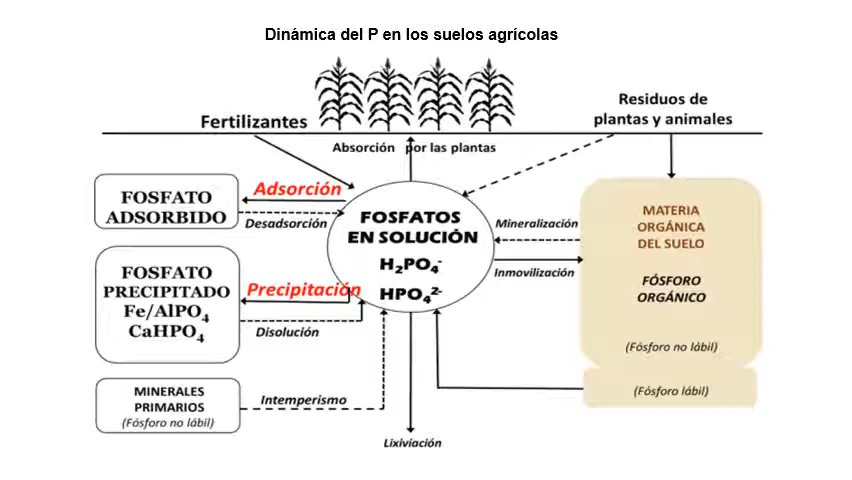 Dinámica del P en los suelos agrícolas
Fertilizantes
Residuos de
plantas y animales
Absorción por las plantas
FOSFATO
ADSORBIDO
Adsorción
Desadsorción
FOSFATOS
EN SOLUCIÓN
H₂PO₄⁻
HPO₄²⁻
Mineralización
Inmovilización
MATERIA
ORGÁNICA
DEL SUELO
FÓSFORO
ORGÁNICO
(Fósforo no lábil)
(Fósforo lábil)
FOSFATO
PRECIPITADO
Fe/AlPO₄
CaHPO₄
Precipitación
Disolución
MINERALES
PRIMARIOS
(Fósforo no lábil)
Intemperismo
Lixiviación